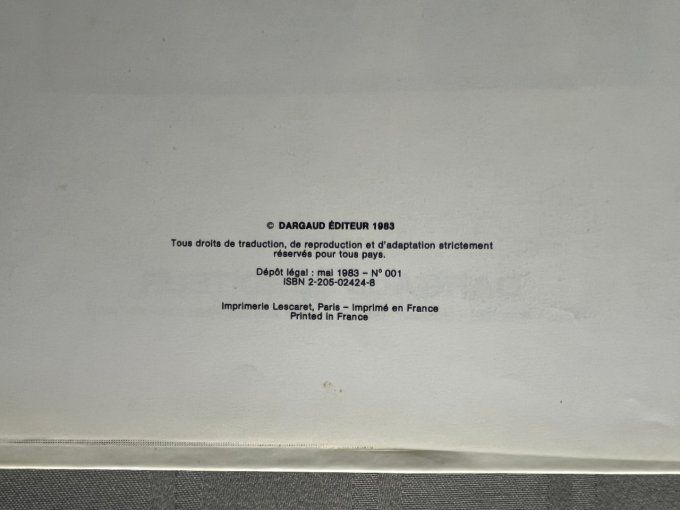 © DARGAUD ÉDITEUR 1983
Tous droits de traduction, de reproduction et d'adaptation strictement
réservés pour tous pays.
Dépôt légal : mai 1983 – N° 001
ISBN 2-205-02424-8
Imprimerie Lescaret, Paris – Imprimé en France
Printed in France